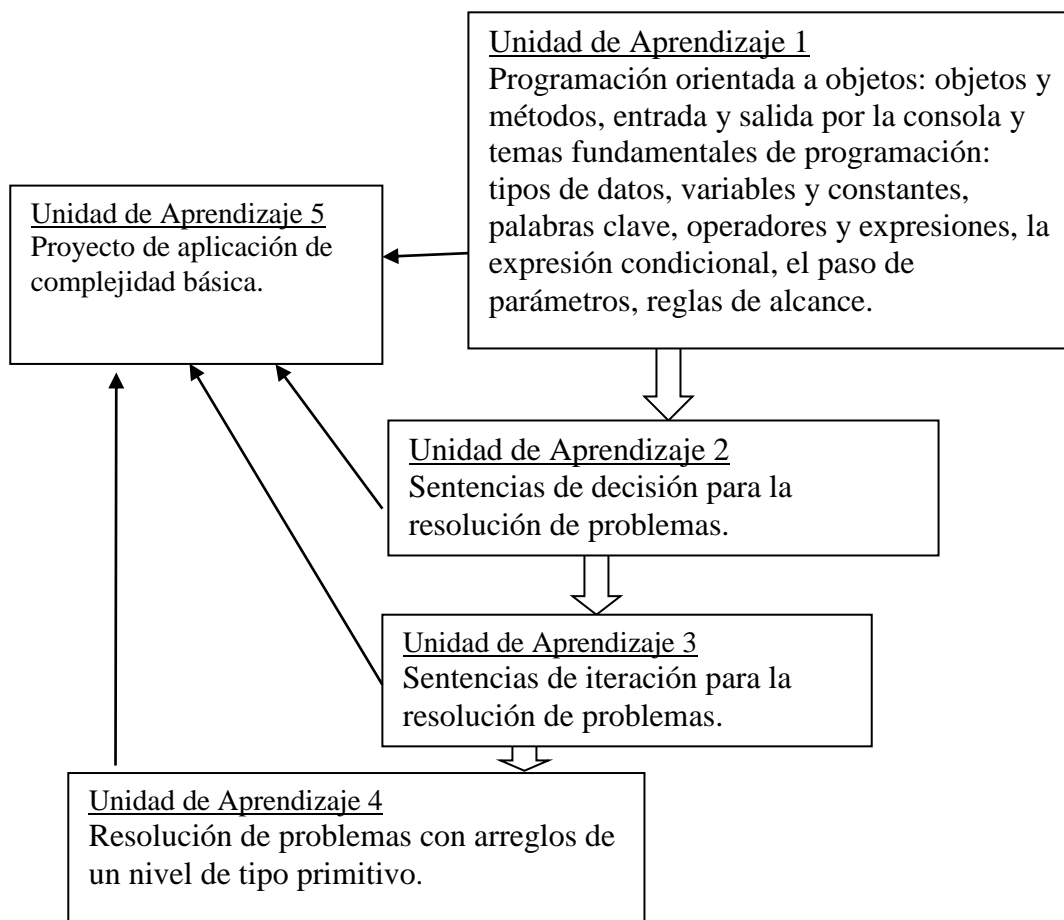 Unidad de Aprendizaje 1
Programación orientada a objetos: objetos y
métodos, entrada y salida por la consola y
temas fundamentales de programación:
tipos de datos, variables y constantes,
palabras clave, operadores y expresiones, la
expresión condicional, el paso de
parámetros, reglas de alcance.
Unidad de Aprendizaje 5
Proyecto de aplicación de
complejidad básica.
Unidad de Aprendizaje 2
Sentencias de decisión para la
resolución de problemas.
Unidad de Aprendizaje 3
Sentencias de iteración para la
resolución de problemas.
Unidad de Aprendizaje 4
Resolución de problemas con arreglos de
un nivel de tipo primitivo.